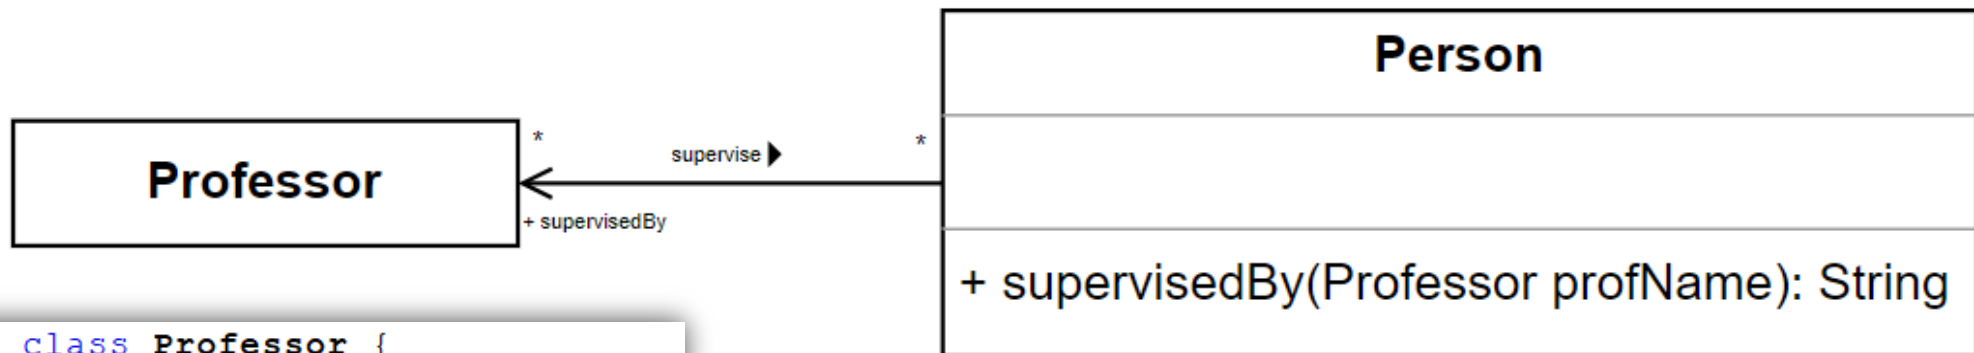 Person
*
supervise
*
Professor
+ supervisedBy
+ supervisedBy(Professor profName): String
class Professor {